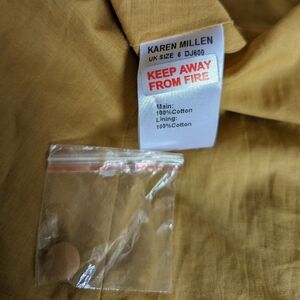 KAREN MILLEN
UK SIZE 6 DJ600
KEEP AWAY
FROM FIRE
Main:
100%Cotton
Lining:
100%Cotton